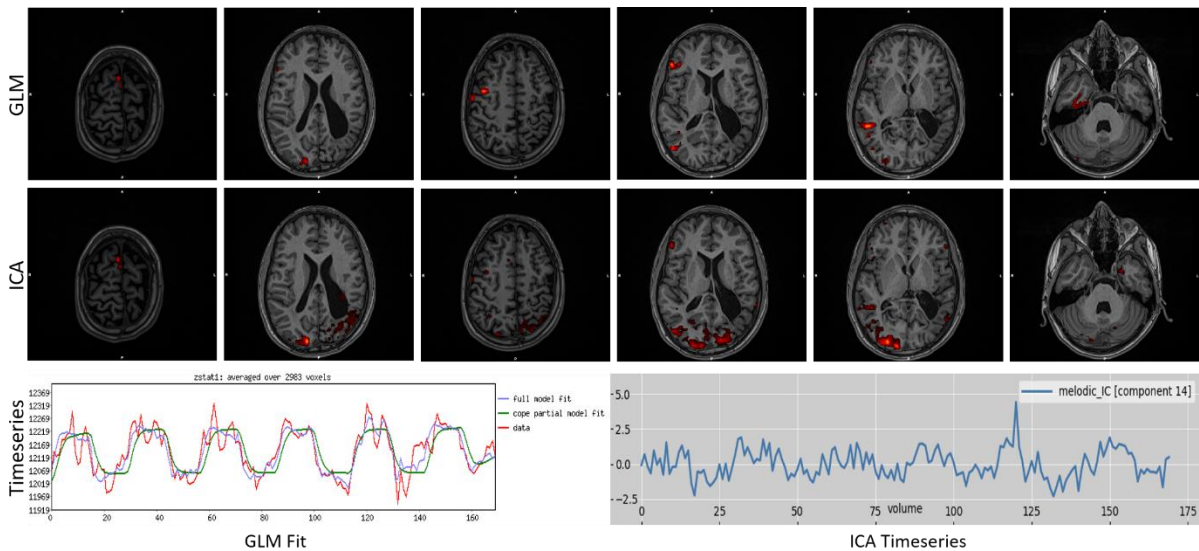 GLM
ICA
Timeseries
zstat1: averaged over 2983 voxels
12369
12319
12269
12219
12169
12119
12069
12019
11969
11919
0 20 40 60 80 100 120 140 160
full model fit
cope partial model fit
data
GLM Fit
melodic_IC [component 14]
5.0
2.5
0.0
−2.5
0 25 50 75 100 125 150 175
volume
ICA Timeseries